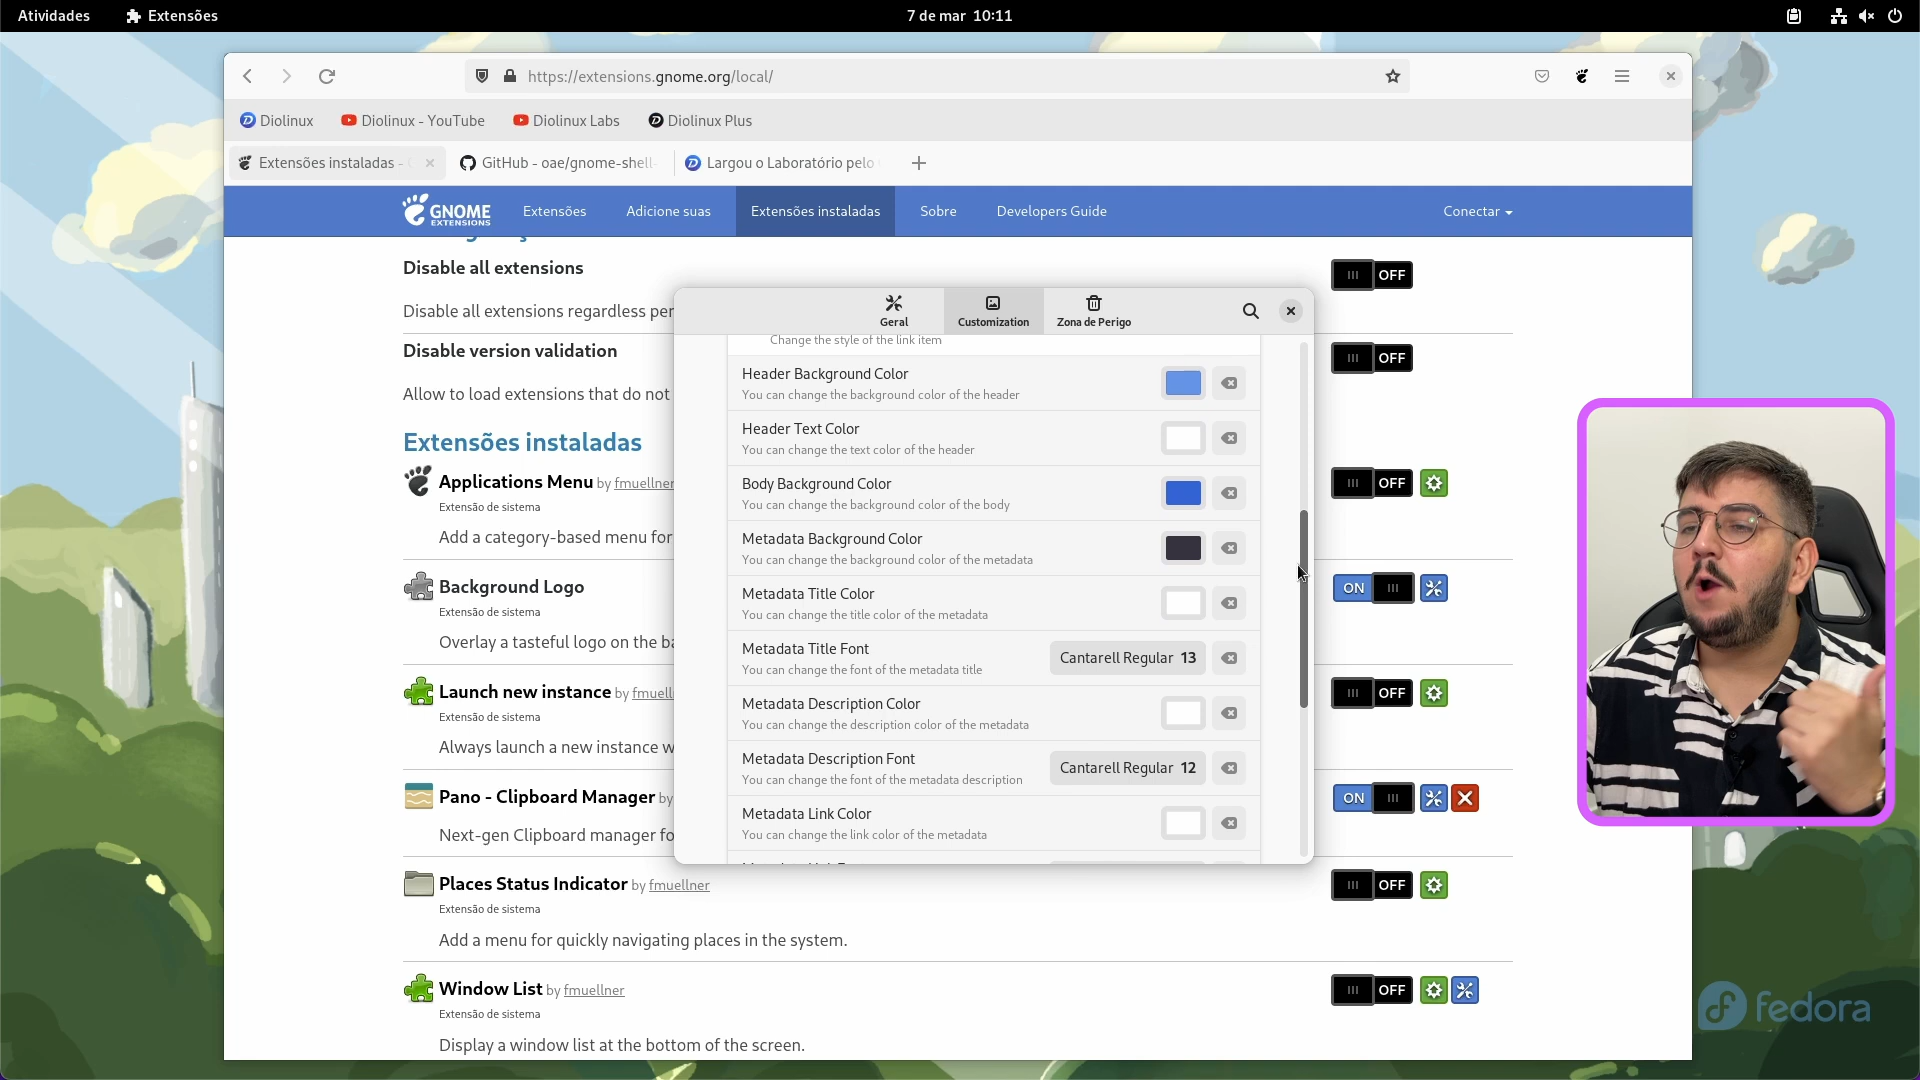 Atividades
Extensões
7 de mar 10:11
https://extensions.gnome.org/local/
Diolinux
Diolinux - YouTube
Diolinux Labs
Diolinux Plus
Extensões instaladas -
GitHub - oae/gnome-shell-
Largou o Laboratório pelo
GNOME
EXTENSIONS
Extensões
Adicione suas
Extensões instaladas
Sobre
Developers Guide
Conectar
Disable all extensions
OFF
Disable all extensions regardless per
Disable version validation
OFF
Allow to load extensions that do not
Extensões instaladas
Applications Menu by fmuellner
OFF
Extensão de sistema
Add a category-based menu for
Background Logo
ON
Extensão de sistema
Overlay a tasteful logo on the ba
Launch new instance by fmuell
OFF
Extensão de sistema
Always launch a new instance w
Pano - Clipboard Manager by
ON
Next-gen Clipboard manager fo
Places Status Indicator by fmuellner
OFF
Extensão de sistema
Add a menu for quickly navigating places in the system.
Window List by fmuellner
OFF
Extensão de sistema
Display a window list at the bottom of the screen.
Geral
Customization
Zona de Perigo
Change the style of the link item
Header Background Color
You can change the background color of the header
Header Text Color
You can change the text color of the header
Body Background Color
You can change the background color of the body
Metadata Background Color
You can change the background color of the metadata
Metadata Title Color
You can change the title color of the metadata
Metadata Title Font
Cantarell Regular 13
You can change the font of the metadata title
Metadata Description Color
You can change the description color of the metadata
Metadata Description Font
Cantarell Regular 12
You can change the font of the metadata description
Metadata Link Color
You can change the link color of the metadata
fedora